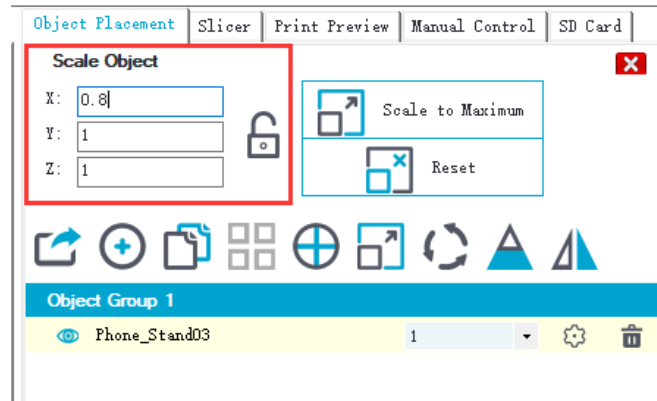 Object Placement Slicer Print Preview Manual Control SD Card
Scale Object
X: 0.8
Scale to Maximum
Y: 1
Z: 1
Reset
Object Group 1
Phone_Stand03 1